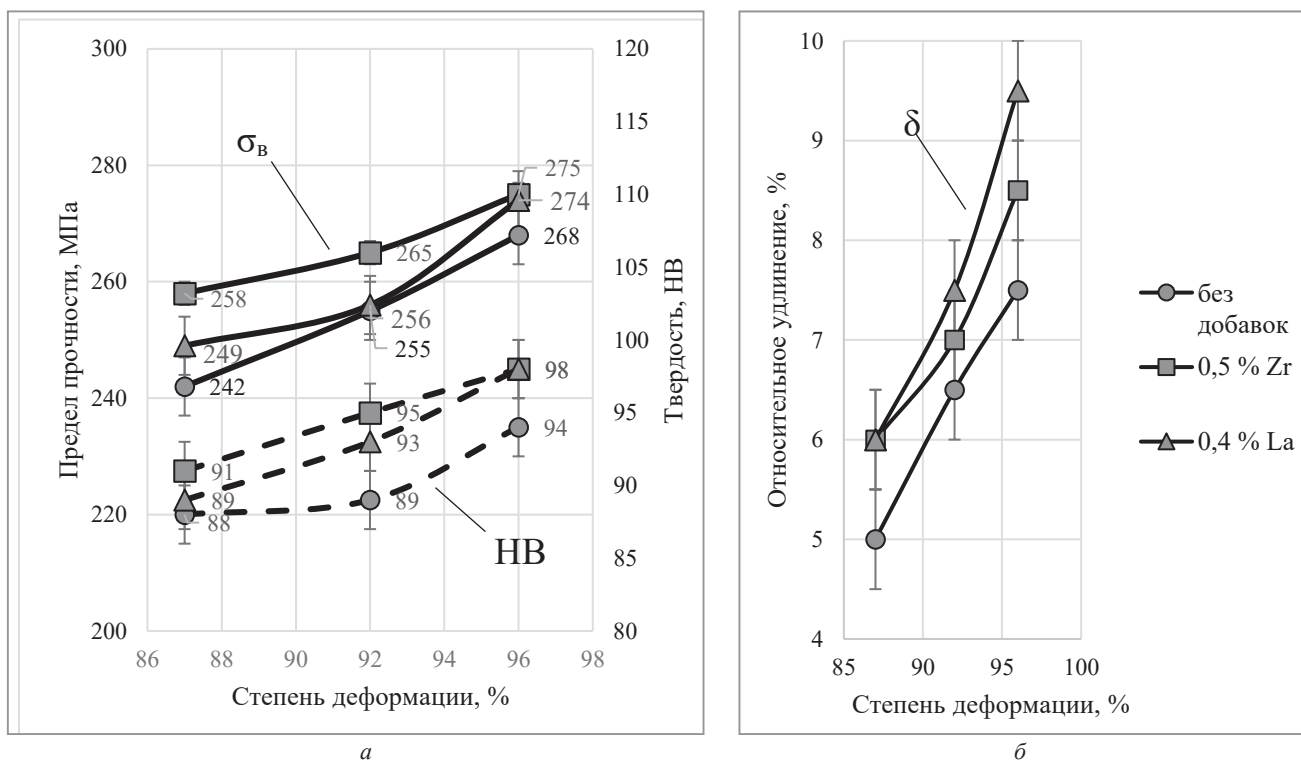 300
280
260
240
220
200
Предел прочности, МПа
120
115
110
105
100
95
90
85
80
Твердость, НВ
σв
275
274
268
265
258
256
255
249
242
98
95
94
93
91
89
89
88
НВ
86 88 90 92 94 96 98
Степень деформации, %
а
10
9
8
7
6
5
4
Относительное удлинение, %
δ
85 90 95 100
Степень деформации, %
б
без
добавок
0,5 % Zr
0,4 % La